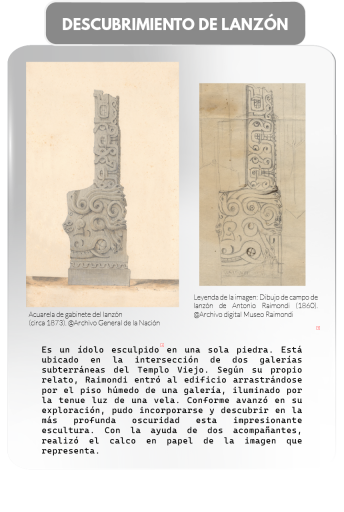 DESCUBRIMIENTO DE LANZÓN
Acuarela de gabinete del lanzón
(circa 1873). @Archivo General de la Nación
Leyenda de la imagen: Dibujo de campo de
lanzón de Antonio Raimondi (1860).
@Archivo digital Museo Raimondi
Es un ídolo esculpido en una sola piedra. Está
ubicado en la intersección de dos galerías
subterráneas del Templo Viejo. Según su propio
relato, Raimondi entró al edificio arrastrándose
por el piso húmedo de una galería, iluminado por
la tenue luz de una vela. Conforme avanzó en su
exploración, pudo incorporarse y descubrir en la
más profunda oscuridad esta impresionante
escultura. Con la ayuda de dos acompañantes,
realizó el calco en papel de la imagen que
representa.